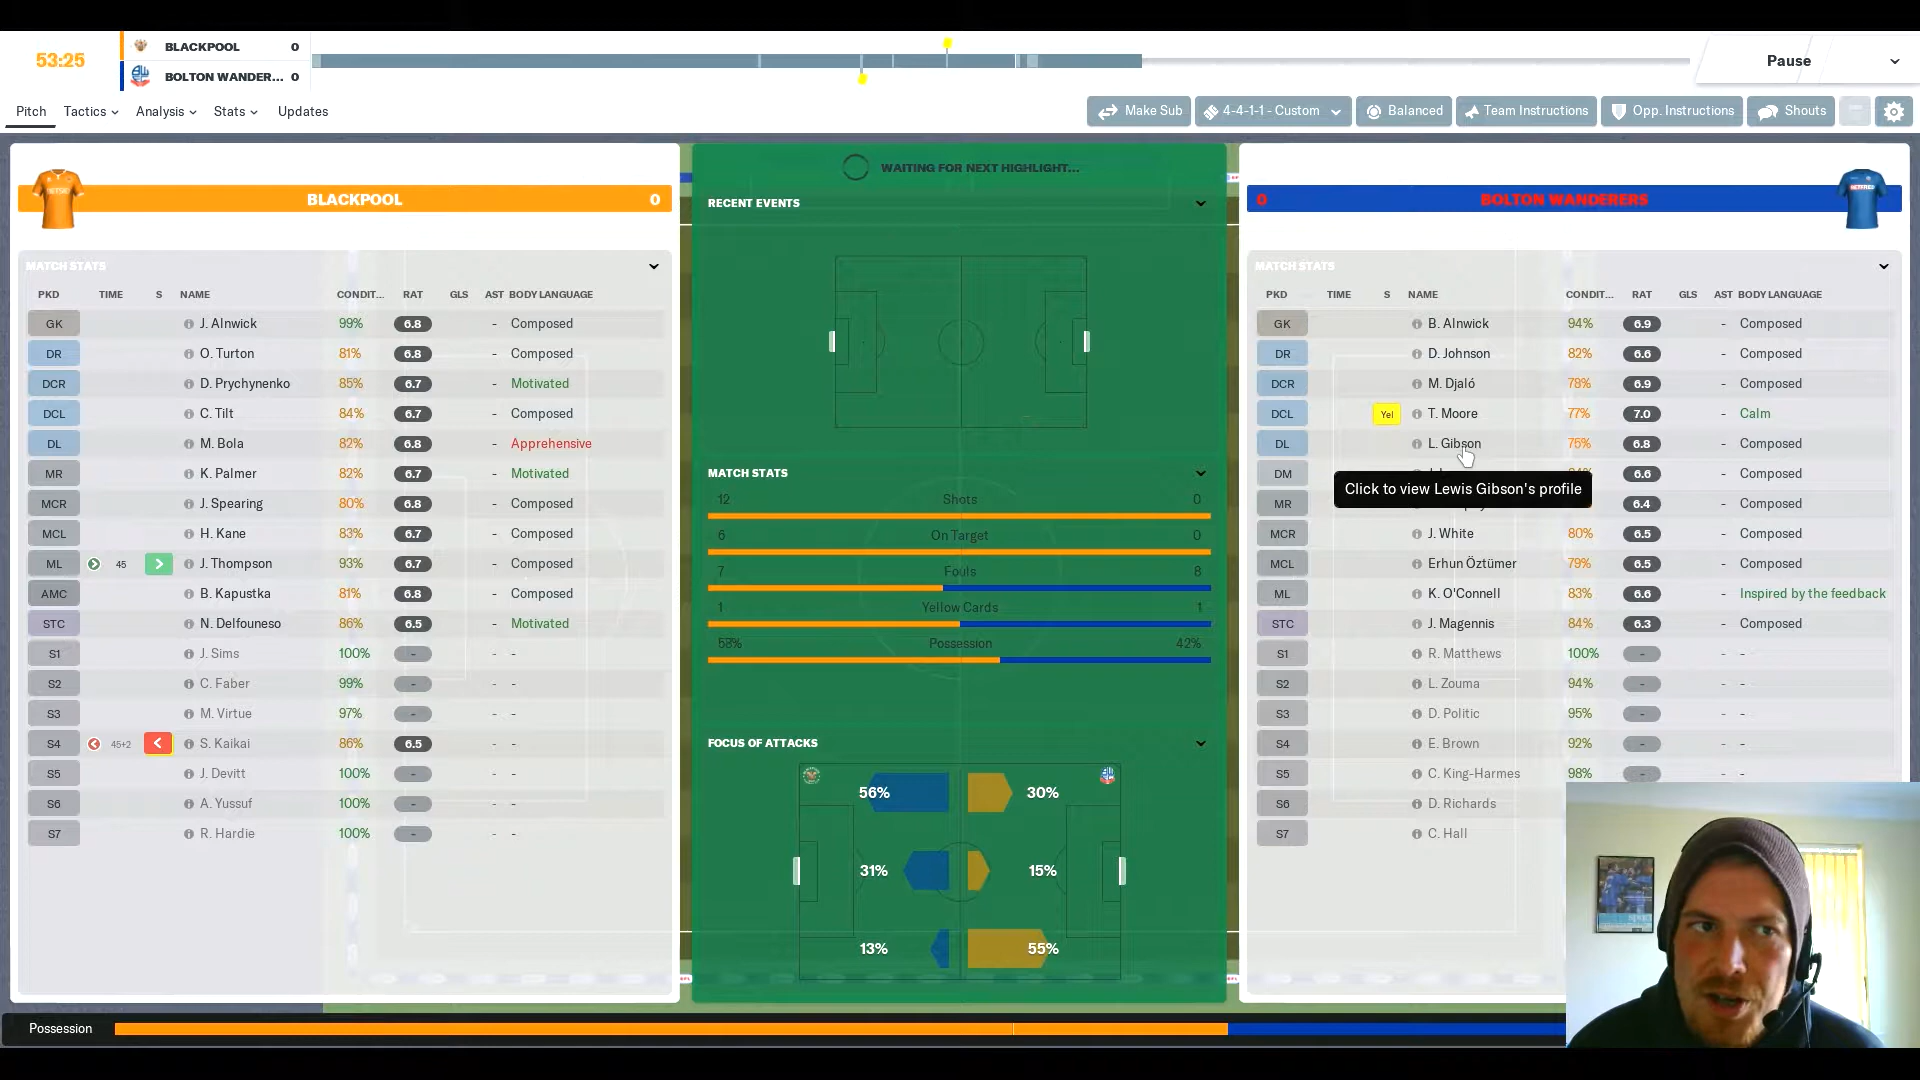 53:25
BLACKPOOL 0
BOLTON WANDER... 0
Pause
Pitch Tactics Analysis Stats Updates
Make Sub 4-4-1-1 - Custom Balanced Team Instructions Opp. Instructions Shouts
BLACKPOOL 0
MATCH STATS
PKD TIME S NAME CONDIT... RAT GLS AST BODY LANGUAGE
GK J. Alnwick 99% 6.8 - Composed
DR O. Turton 81% 6.8 - Composed
DCR D. Prychynenko 85% 6.7 - Motivated
DCL C. Tilt 84% 6.7 - Composed
DL M. Bola 82% 6.8 - Apprehensive
MR K. Palmer 82% 6.7 - Motivated
MCR J. Spearing 80% 6.8 - Composed
MCL H. Kane 83% 6.7 - Composed
ML 45 J. Thompson 93% 6.7 - Composed
AMC B. Kapustka 81% 6.8 - Composed
STC N. Delfouneso 86% 6.5 - Motivated
S1 J. Sims 100% - - -
S2 C. Faber 99% - - -
S3 M. Virtue 97% - - -
S4 45+2 S. Kaikai 86% 6.5 - -
S5 J. Devitt 100% - - -
S6 A. Yussuf 100% - - -
S7 R. Hardie 100% - - -
WAITING FOR NEXT HIGHLIGHT...
RECENT EVENTS
MATCH STATS
12 Shots 0
6 On Target 0
7 Fouls 8
1 Yellow Cards 1
58% Possession 42%
FOCUS OF ATTACKS
56% 30%
31% 15%
13% 55%
0 BOLTON WANDERERS
BETFRED
MATCH STATS
PKD TIME S NAME CONDIT... RAT GLS AST BODY LANGUAGE
GK B. Alnwick 94% 6.9 - Composed
DR D. Johnson 82% 6.6 - Composed
DCR M. Djaló 78% 6.9 - Composed
DCL Yel T. Moore 77% 7.0 - Calm
DL L. Gibson 75% 6.8 - Composed
DM 6.6 - Composed
Click to view Lewis Gibson's profile
MR 6.4 - Composed
MCR J. White 80% 6.5 - Composed
MCL Erhun Öztümer 79% 6.5 - Composed
ML K. O'Connell 83% 6.6 - Inspired by the feedback
STC J. Magennis 84% 6.3 - Composed
S1 R. Matthews 100% - - -
S2 L. Zouma 94% - - -
S3 D. Politic 95% - - -
S4 E. Brown 92% - - -
S5 C. King-Harmes 98% - - -
S6 D. Richards
S7 C. Hall
Possession